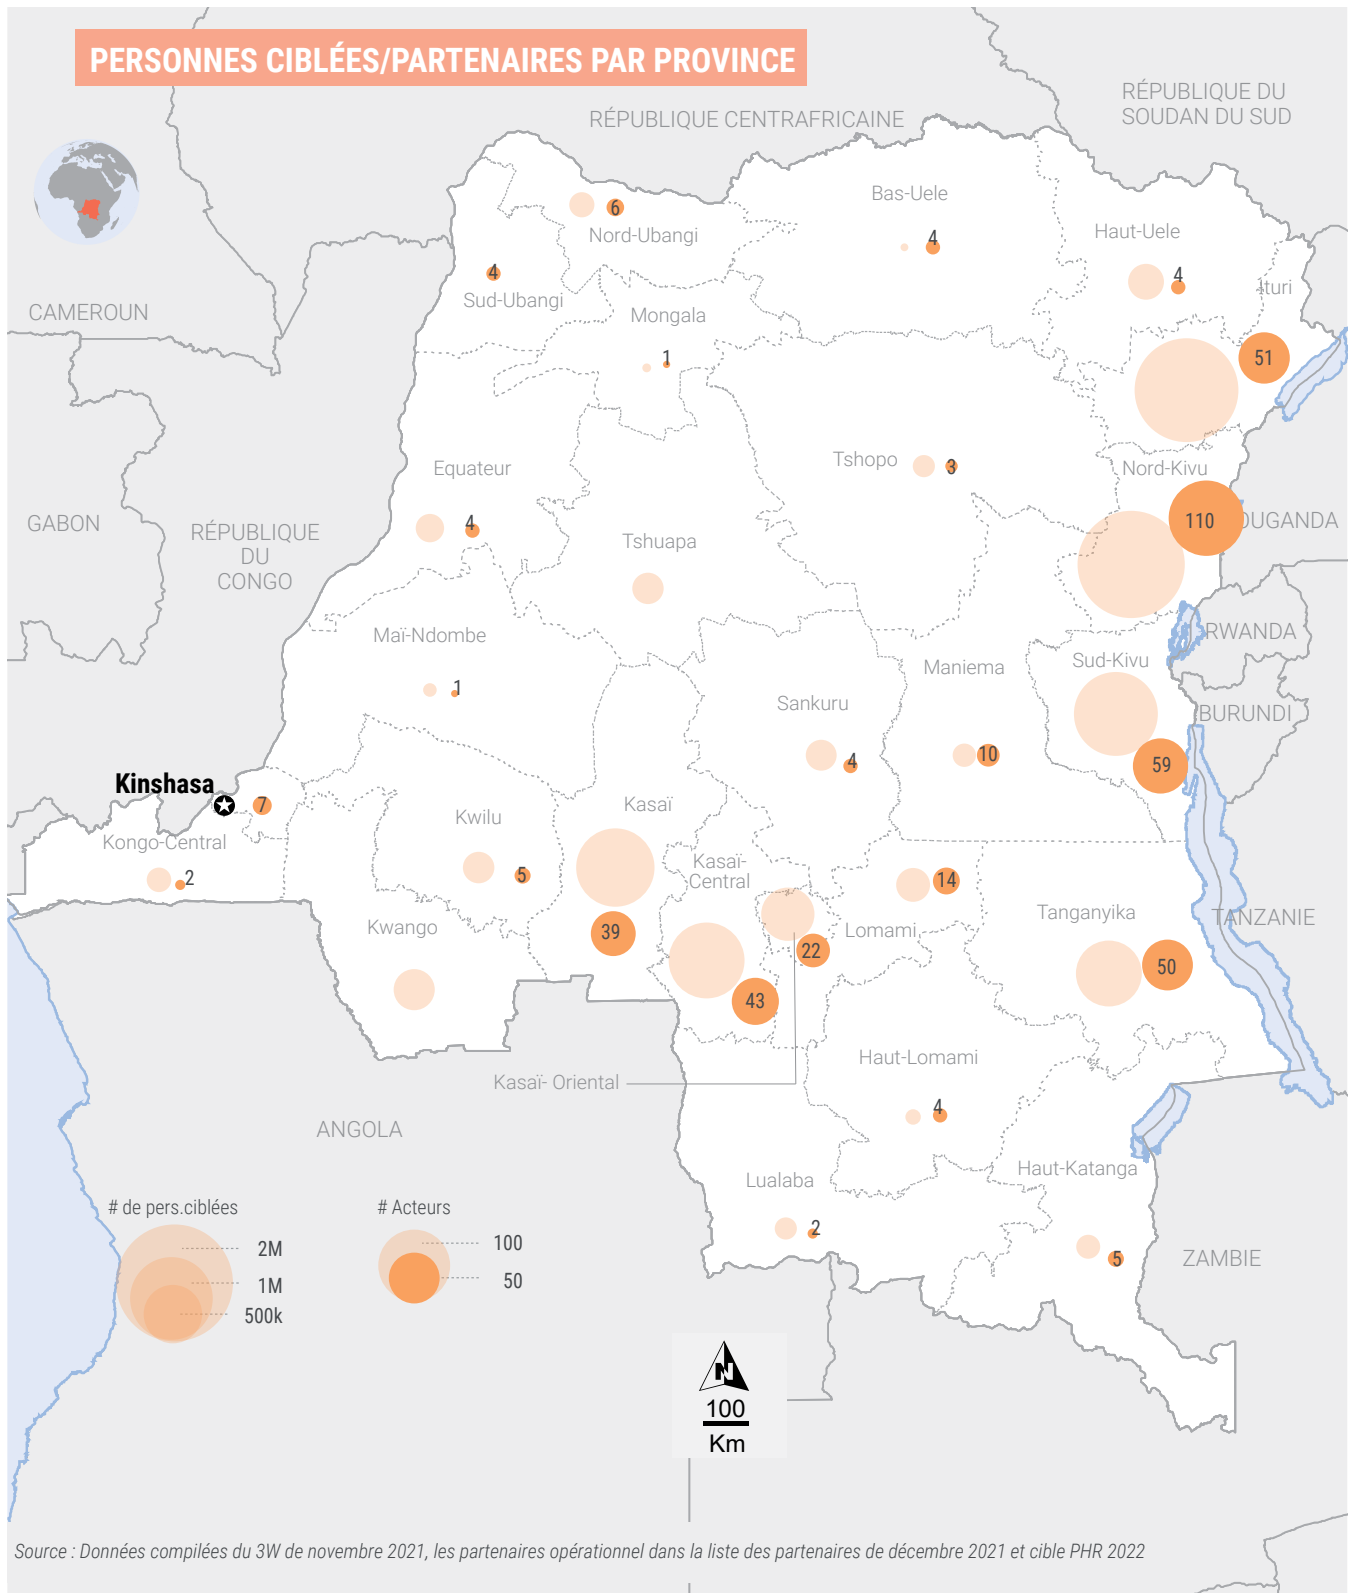 PERSONNES CIBLÉES/PARTENAIRES PAR PROVINCE
RÉPUBLIQUE DU
SOUDAN DU SUD
RÉPUBLIQUE CENTRAFRICAINE
Bas-Uele
4
6
Nord-Ubangi
Haut-Uele
4
4
Sud-Ubangi
Ituri
CAMEROUN
Mongala
1
51
Equateur
4
Tshopo
3
Nord-Kivu
110
OUGANDA
GABON
RÉPUBLIQUE
DU
CONGO
Tshuapa
Maï-Ndombe
1
RWANDA
Sud-Kivu
Maniema
10
BURUNDI
Sankuru
4
59
Kinshasa
7
Kasaï
Kwilu
5
Kongo-Central
2
Kasaï-
Central
14
39
Kwango
Lomami
22
Tanganyika
50
TANZANIE
43
Haut-Lomami
4
Kasaï- Oriental
ANGOLA
Haut-Katanga
5
Lualaba
2
ZAMBIE
# de pers.ciblées
2M
1M
500k
# Acteurs
100
50
N
100
Km
Source : Données compilées du 3W de novembre 2021, les partenaires opérationnel dans la liste des partenaires de décembre 2021 et cible PHR 2022